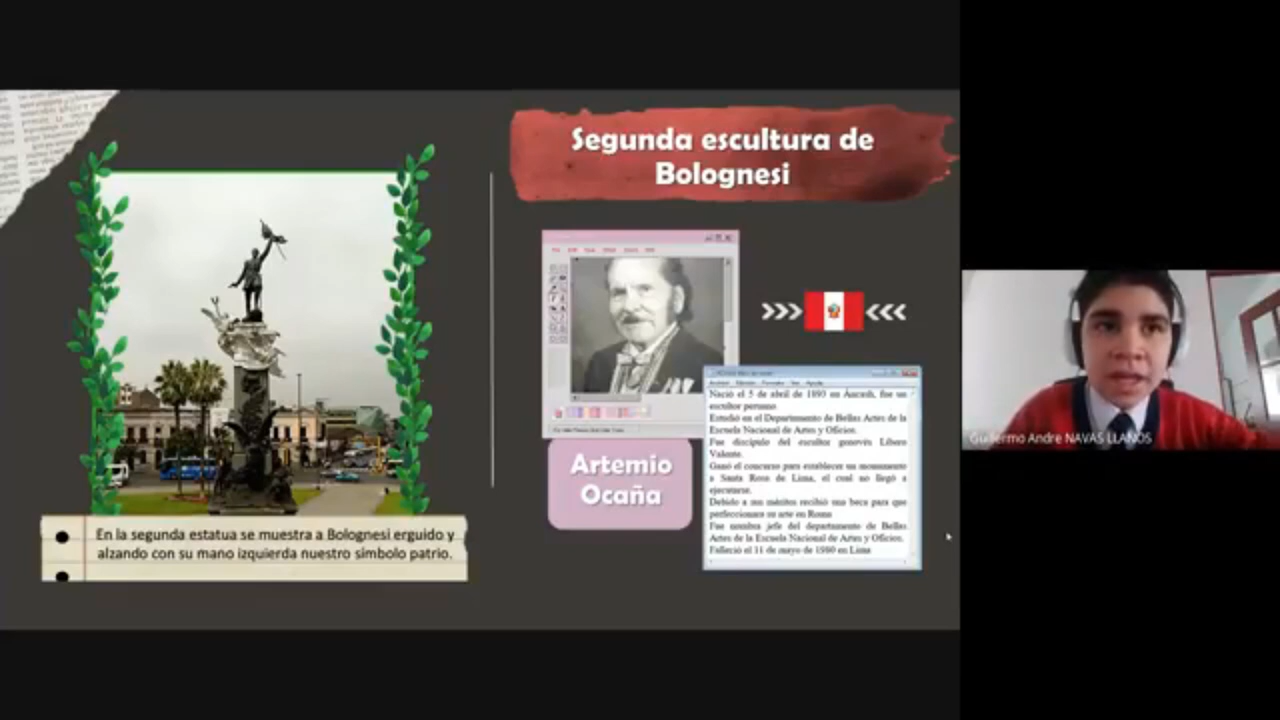 Segunda escultura de
Bolognesi
Artemio
Ocaña
Nació el 5 de abril de 1893 en Áncash, fue un
escultor peruano
Estudió en el Departamento de Bellas Artes de la
Escuela Nacional de Artes y Oficios.
Fue discípulo del escultor genovés Libero
Valente.
Ganó el concurso para establecer un monumento
a Santa Rosa de Lima, el cual no llegó a
ejecutarse.
Debido a sus méritos recibió una beca para que
perfeccionara su arte en Roma
Fue nombra jefe del departamento de Bellas
Artes de la Escuela Nacional de Artes y Oficios.
Falleció el 11 de mayo de 1980 en Lima
En la segunda estatua se muestra a Bolognesi erguido y
alzando con su mano izquierda nuestro símbolo patrio.
Guillermo Andre NAVAS LLANOS